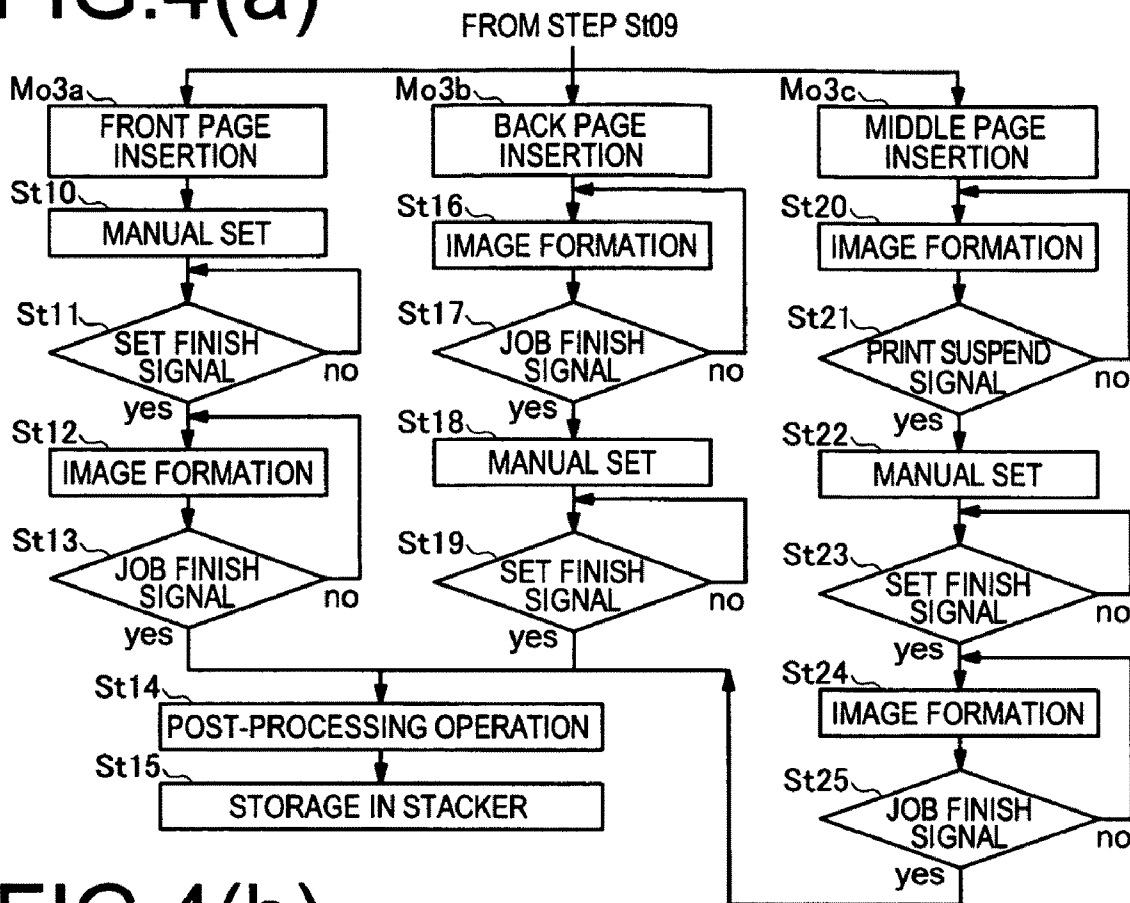 FIG.4(a)
FROM STEP St09
Mo3a
FRONT PAGE
INSERTION
St10
MANUAL SET
St11
SET FINISH
SIGNAL
no
yes
St12
IMAGE FORMATION
St13
JOB FINISH
SIGNAL
no
yes
Mo3b
BACK PAGE
INSERTION
St16
IMAGE FORMATION
St17
JOB FINISH
SIGNAL
no
yes
St18
MANUAL SET
St19
SET FINISH
SIGNAL
no
St14
POST-PROCESSING OPERATION
St15
STORAGE IN STACKER
yes
Mo3c
MIDDLE PAGE
INSERTION
St20
IMAGE FORMATION
St21
PRINT SUSPEND
SIGNAL
no
yes
St22
MANUAL SET
St23
SET FINISH
SIGNAL
no
yes
St24
IMAGE FORMATION
St25
JOB FINISH
SIGNAL
no
yes
FIG.4(b)